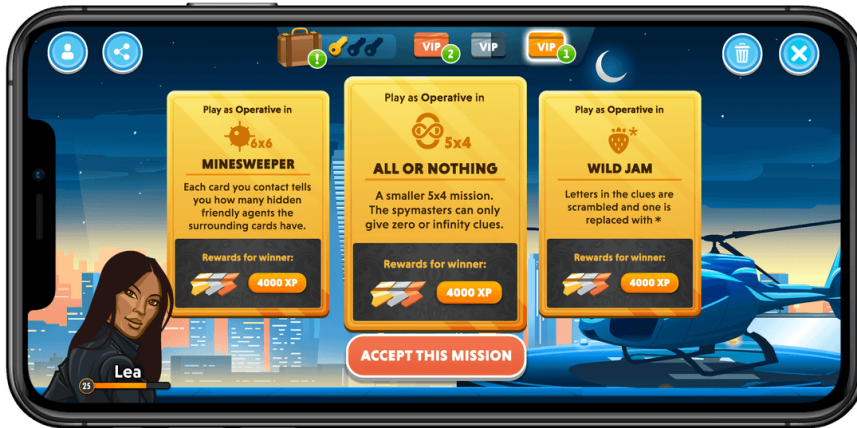 VIP
2
VIP
VIP
1
!
Play as Operative in
6x6
MINESWEEPER
Each card you contact tells
you how many hidden
friendly agents the
surrounding cards have.
Rewards for winner:
4000 XP
Play as Operative in
5x4
ALL OR NOTHING
A smaller 5x4 mission.
The spymasters can only
give zero or infinity clues.
Rewards for winner:
4000 XP
Play as Operative in
*
WILD JAM
Letters in the clues are
scrambled and one is
replaced with *
Rewards for winner:
4000 XP
ACCEPT THIS MISSION
Lea
25